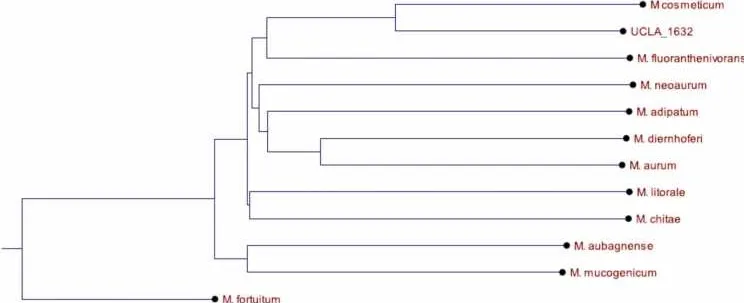 M cosmeticum
UCLA_1632
M. fluoranthenivorans
M. neoaurum
M. adipatum
M. diernhoferi
M. aurum
M. litorale
M. chitae
M. aubagnense
M. mucogenicum
M. fortuitum